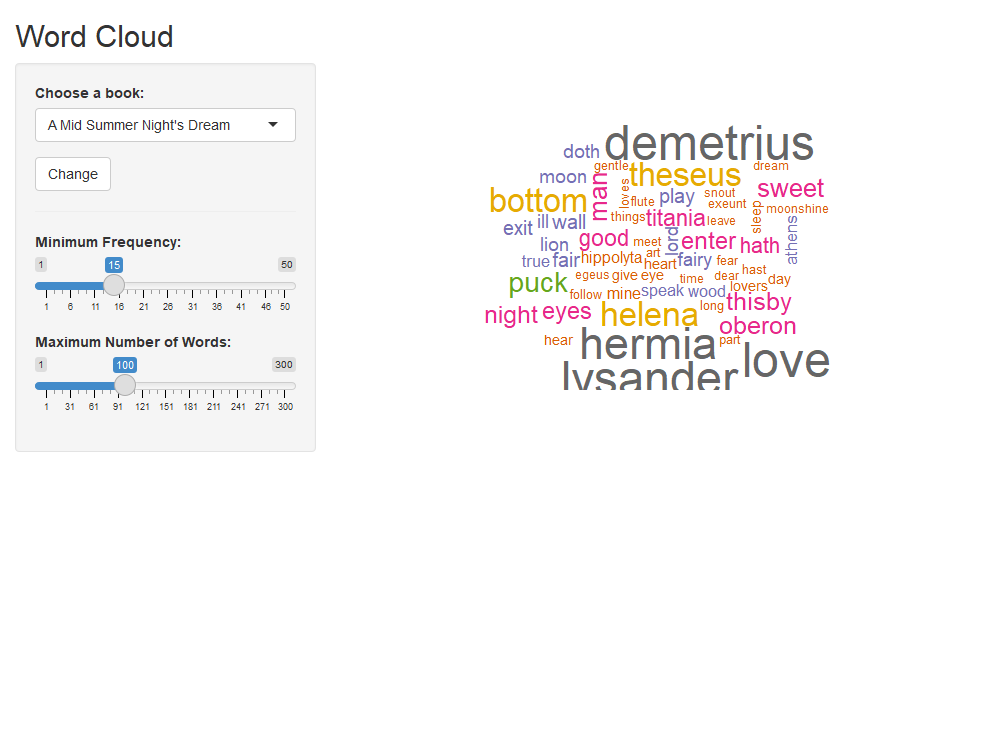 Word Cloud
Choose a book:
A Mid Summer Night's Dream
Change
Minimum Frequency:
1 15 50
1 6 11 16 21 26 31 36 41 46 50
Maximum Number of Words:
1 100 300
1 31 61 91 121 151 181 211 241 271 300
doth demetrius
gentle dream
moon man loves theseus sweet
bottom flute play snout exeunt sleep moonshine
things titania leave athens
exit ill wall
lion good meet lord enter hath
true fair hippolyta art heart fairy fear
egeus give eye time dear hast day
puck follow mine speak wood lovers
night eyes helena long thisby
oberon
hear hermia part love
lysander